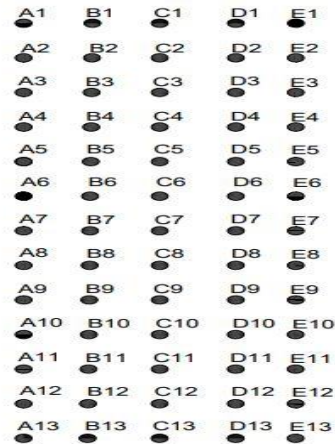 A1 B1 C1 D1 E1
A2 B2 C2 D2 E2
A3 B3 C3 D3 E3
A4 B4 C4 D4 E4
A5 B5 C5 D5 E5
A6 B6 C6 D6 E6
A7 B7 C7 D7 E7
A8 B8 C8 D8 E8
A9 B9 C9 D9 E9
A10 B10 C10 D10 E10
A11 B11 C11 D11 E11
A12 B12 C12 D12 E12
A13 B13 C13 D13 E13